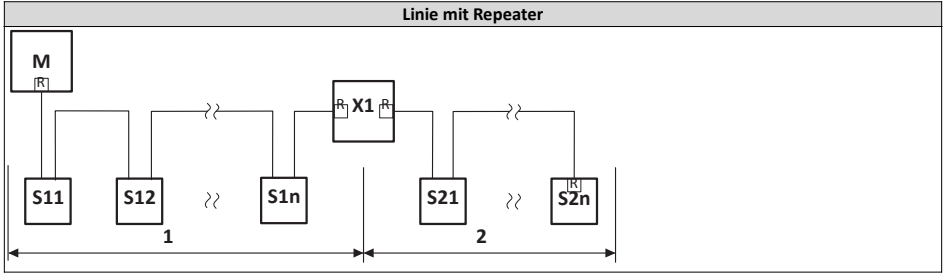 Linie mit Repeater
M
R
R X1 R
S11 S12 S1n S21 R S2n
1 2